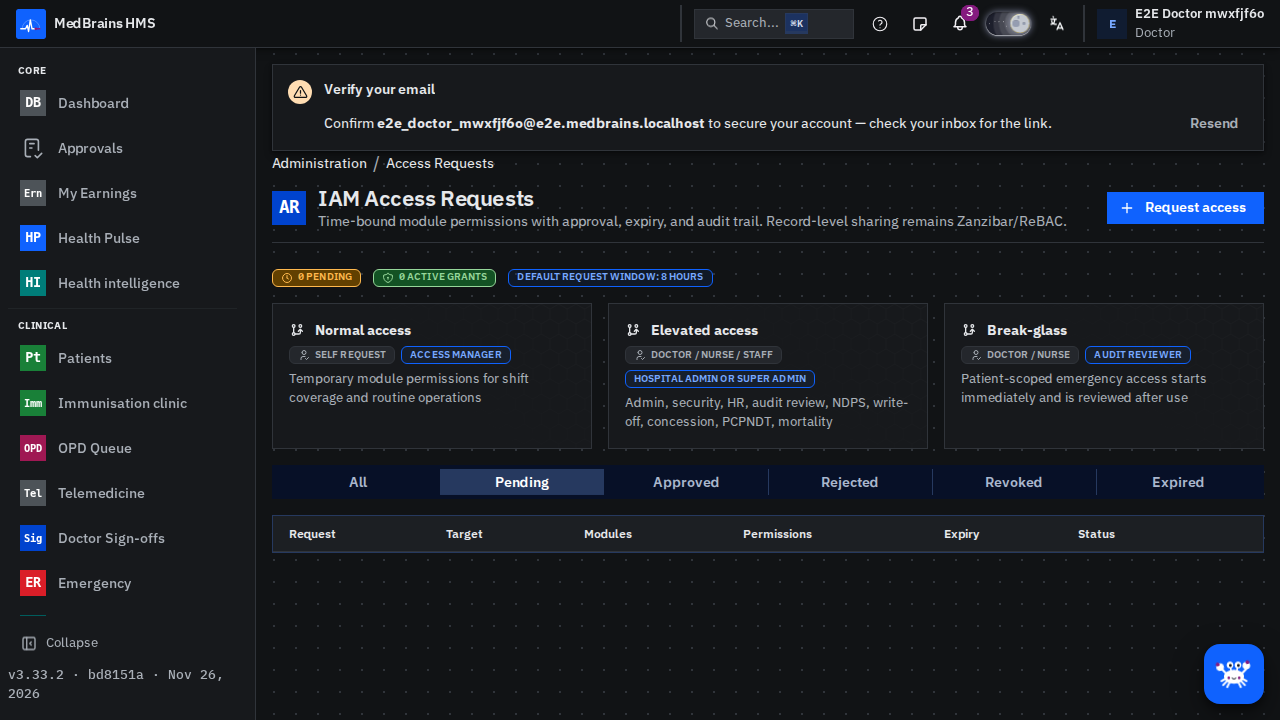 MedBrains HMS
Search... ⌘K
3
E
E2E Doctor mwxfjf6o
Doctor
CORE
DB Dashboard
Approvals
Ern My Earnings
HP Health Pulse
HI Health intelligence
CLINICAL
Pt Patients
Imm Immunisation clinic
OPD OPD Queue
Tel Telemedicine
Sig Doctor Sign-offs
ER Emergency
Collapse
v3.33.2 · bd8151a · Nov 26,
2026
Verify your email
Confirm e2e_doctor_mwxfjf6o@e2e.medbrains.localhost to secure your account — check your inbox for the link.
Resend
Administration / Access Requests
AR
IAM Access Requests
Time-bound module permissions with approval, expiry, and audit trail. Record-level sharing remains Zanzibar/ReBAC.
Request access
0 PENDING
0 ACTIVE GRANTS
DEFAULT REQUEST WINDOW: 8 HOURS
Normal access
SELF REQUEST
ACCESS MANAGER
Temporary module permissions for shift
coverage and routine operations
Elevated access
DOCTOR / NURSE / STAFF
HOSPITAL ADMIN OR SUPER ADMIN
Admin, security, HR, audit review, NDPS, write-
off, concession, PCPNDT, mortality
Break-glass
DOCTOR / NURSE
AUDIT REVIEWER
Patient-scoped emergency access starts
immediately and is reviewed after use
All Pending Approved Rejected Revoked Expired
Request Target Modules Permissions Expiry Status